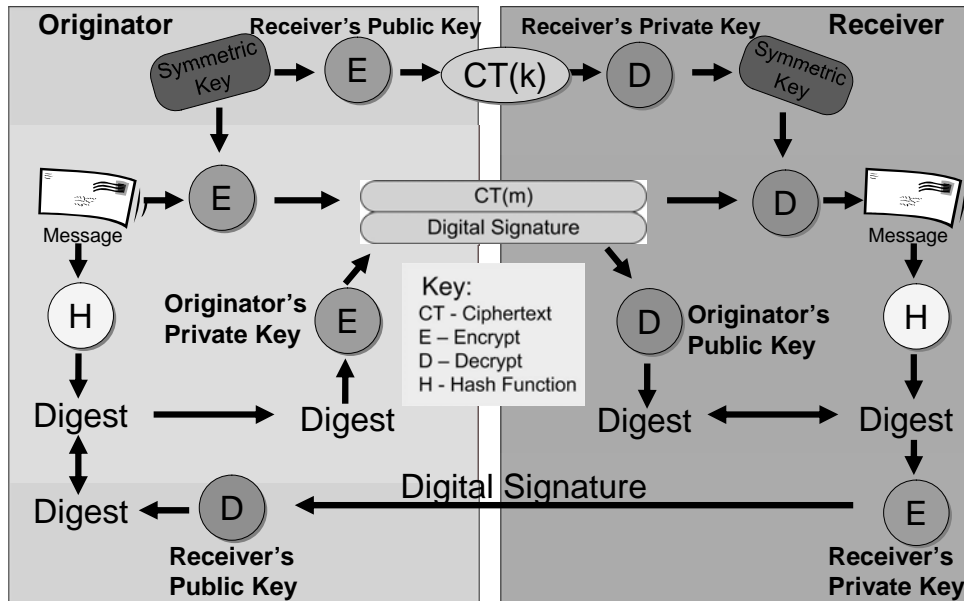 Originator
Receiver's Public Key
Receiver's Private Key
Receiver
Symmetric
Key
E
CT(k)
D
Symmetric
Key
E
CT(m)
Digital Signature
D
Message
Message
H
Originator's
Private Key
E
Key:
CT - Ciphertext
E – Encrypt
D – Decrypt
H - Hash Function
D
Originator's
Public Key
H
Digest
Digest
Digest
Digest
Digest
D
Digital Signature
E
Receiver's
Public Key
Receiver's
Private Key